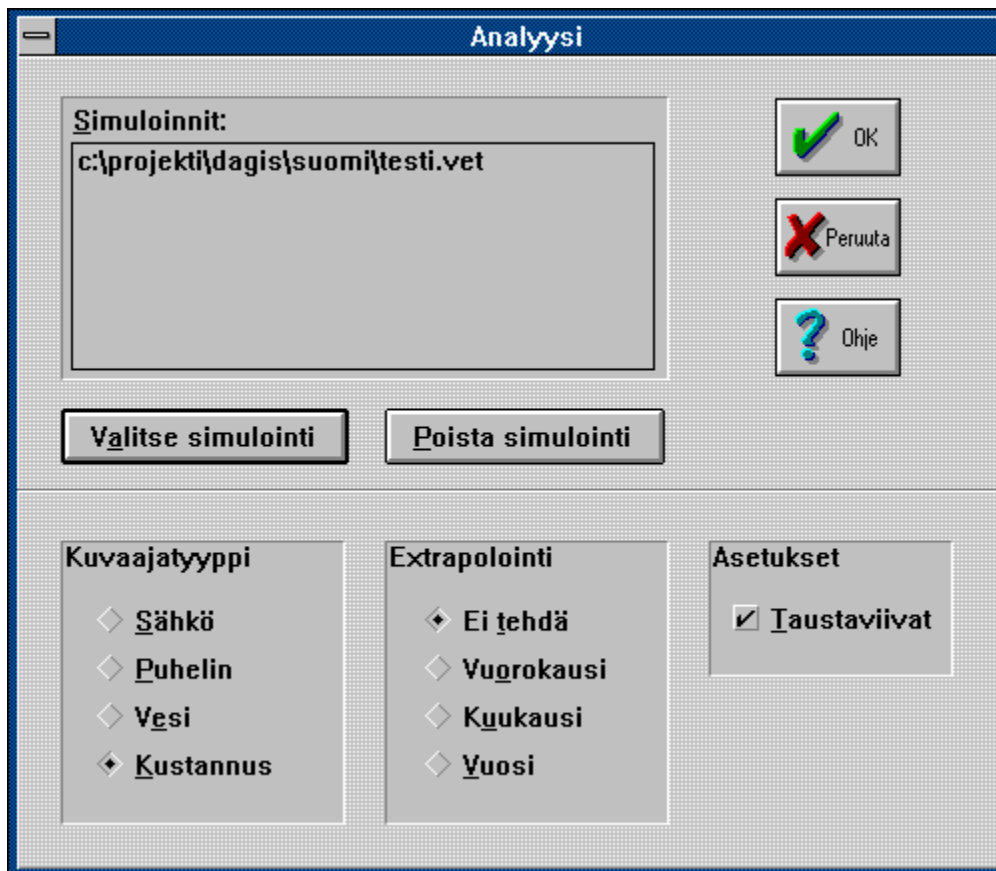 Analyysi
Simuloinnit:
c:\projekti\dagis\suomi\testi.vet
OK
Peruuta
Ohje
Valitse simulointi
Poista simulointi
Kuvaajatyyppi
Sähkö
Puhelin
Vesi
Kustannus
Extrapolointi
Ei tehdä
Vuorokausi
Kuukausi
Vuosi
Asetukset
Taustaviivat